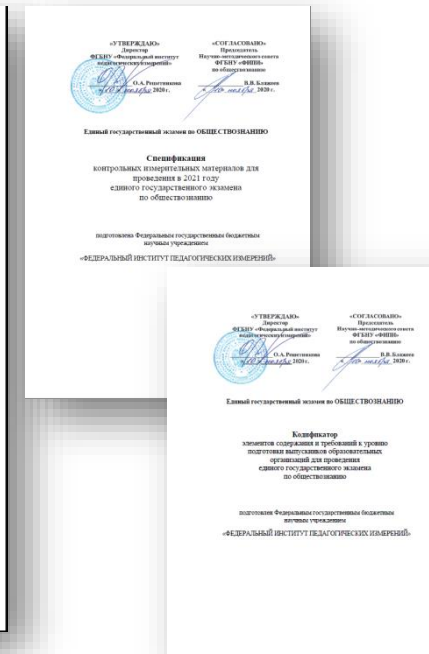 «УТВЕРЖДАЮ»
Директор
ФГБНУ «Федеральный институт
педагогических измерений»
О.А. Решетникова
2020 г.
«СОГЛАСОВАНО»
Председатель
Научно-методического совета
ФГБНУ «ФИПИ»
по обществознанию
2020 г.
Единый государственный экзамен по ОБЩЕСТВОЗНАНИЮ
Спецификация
контрольных измерительных материалов для
проведения в 2021 году
единого государственного экзамена
по обществознанию
подготовлена Федеральным государственным бюджетным
научным учреждением
«ФЕДЕРАЛЬНЫЙ ИНСТИТУТ ПЕДАГОГИЧЕСКИХ ИЗМЕРЕНИЙ»
«УТВЕРЖДАЮ»
Директор
ФГБНУ «Федеральный институт
педагогических измерений»
О.А. Решетникова
2020 г.
«СОГЛАСОВАНО»
Председатель
Научно-методического совета
ФГБНУ «ФИПИ»
по обществознанию
2020 г.
Единый государственный экзамен по ОБЩЕСТВОЗНАНИЮ
Кодификатор
элементов содержания и требований к уровню
подготовки выпускников образовательных
организаций для проведения
единого государственного экзамена
по обществознанию
подготовлен Федеральным государственным бюджетным
научным учреждением
«ФЕДЕРАЛЬНЫЙ ИНСТИТУТ ПЕДАГОГИЧЕСКИХ ИЗМЕРЕНИЙ»